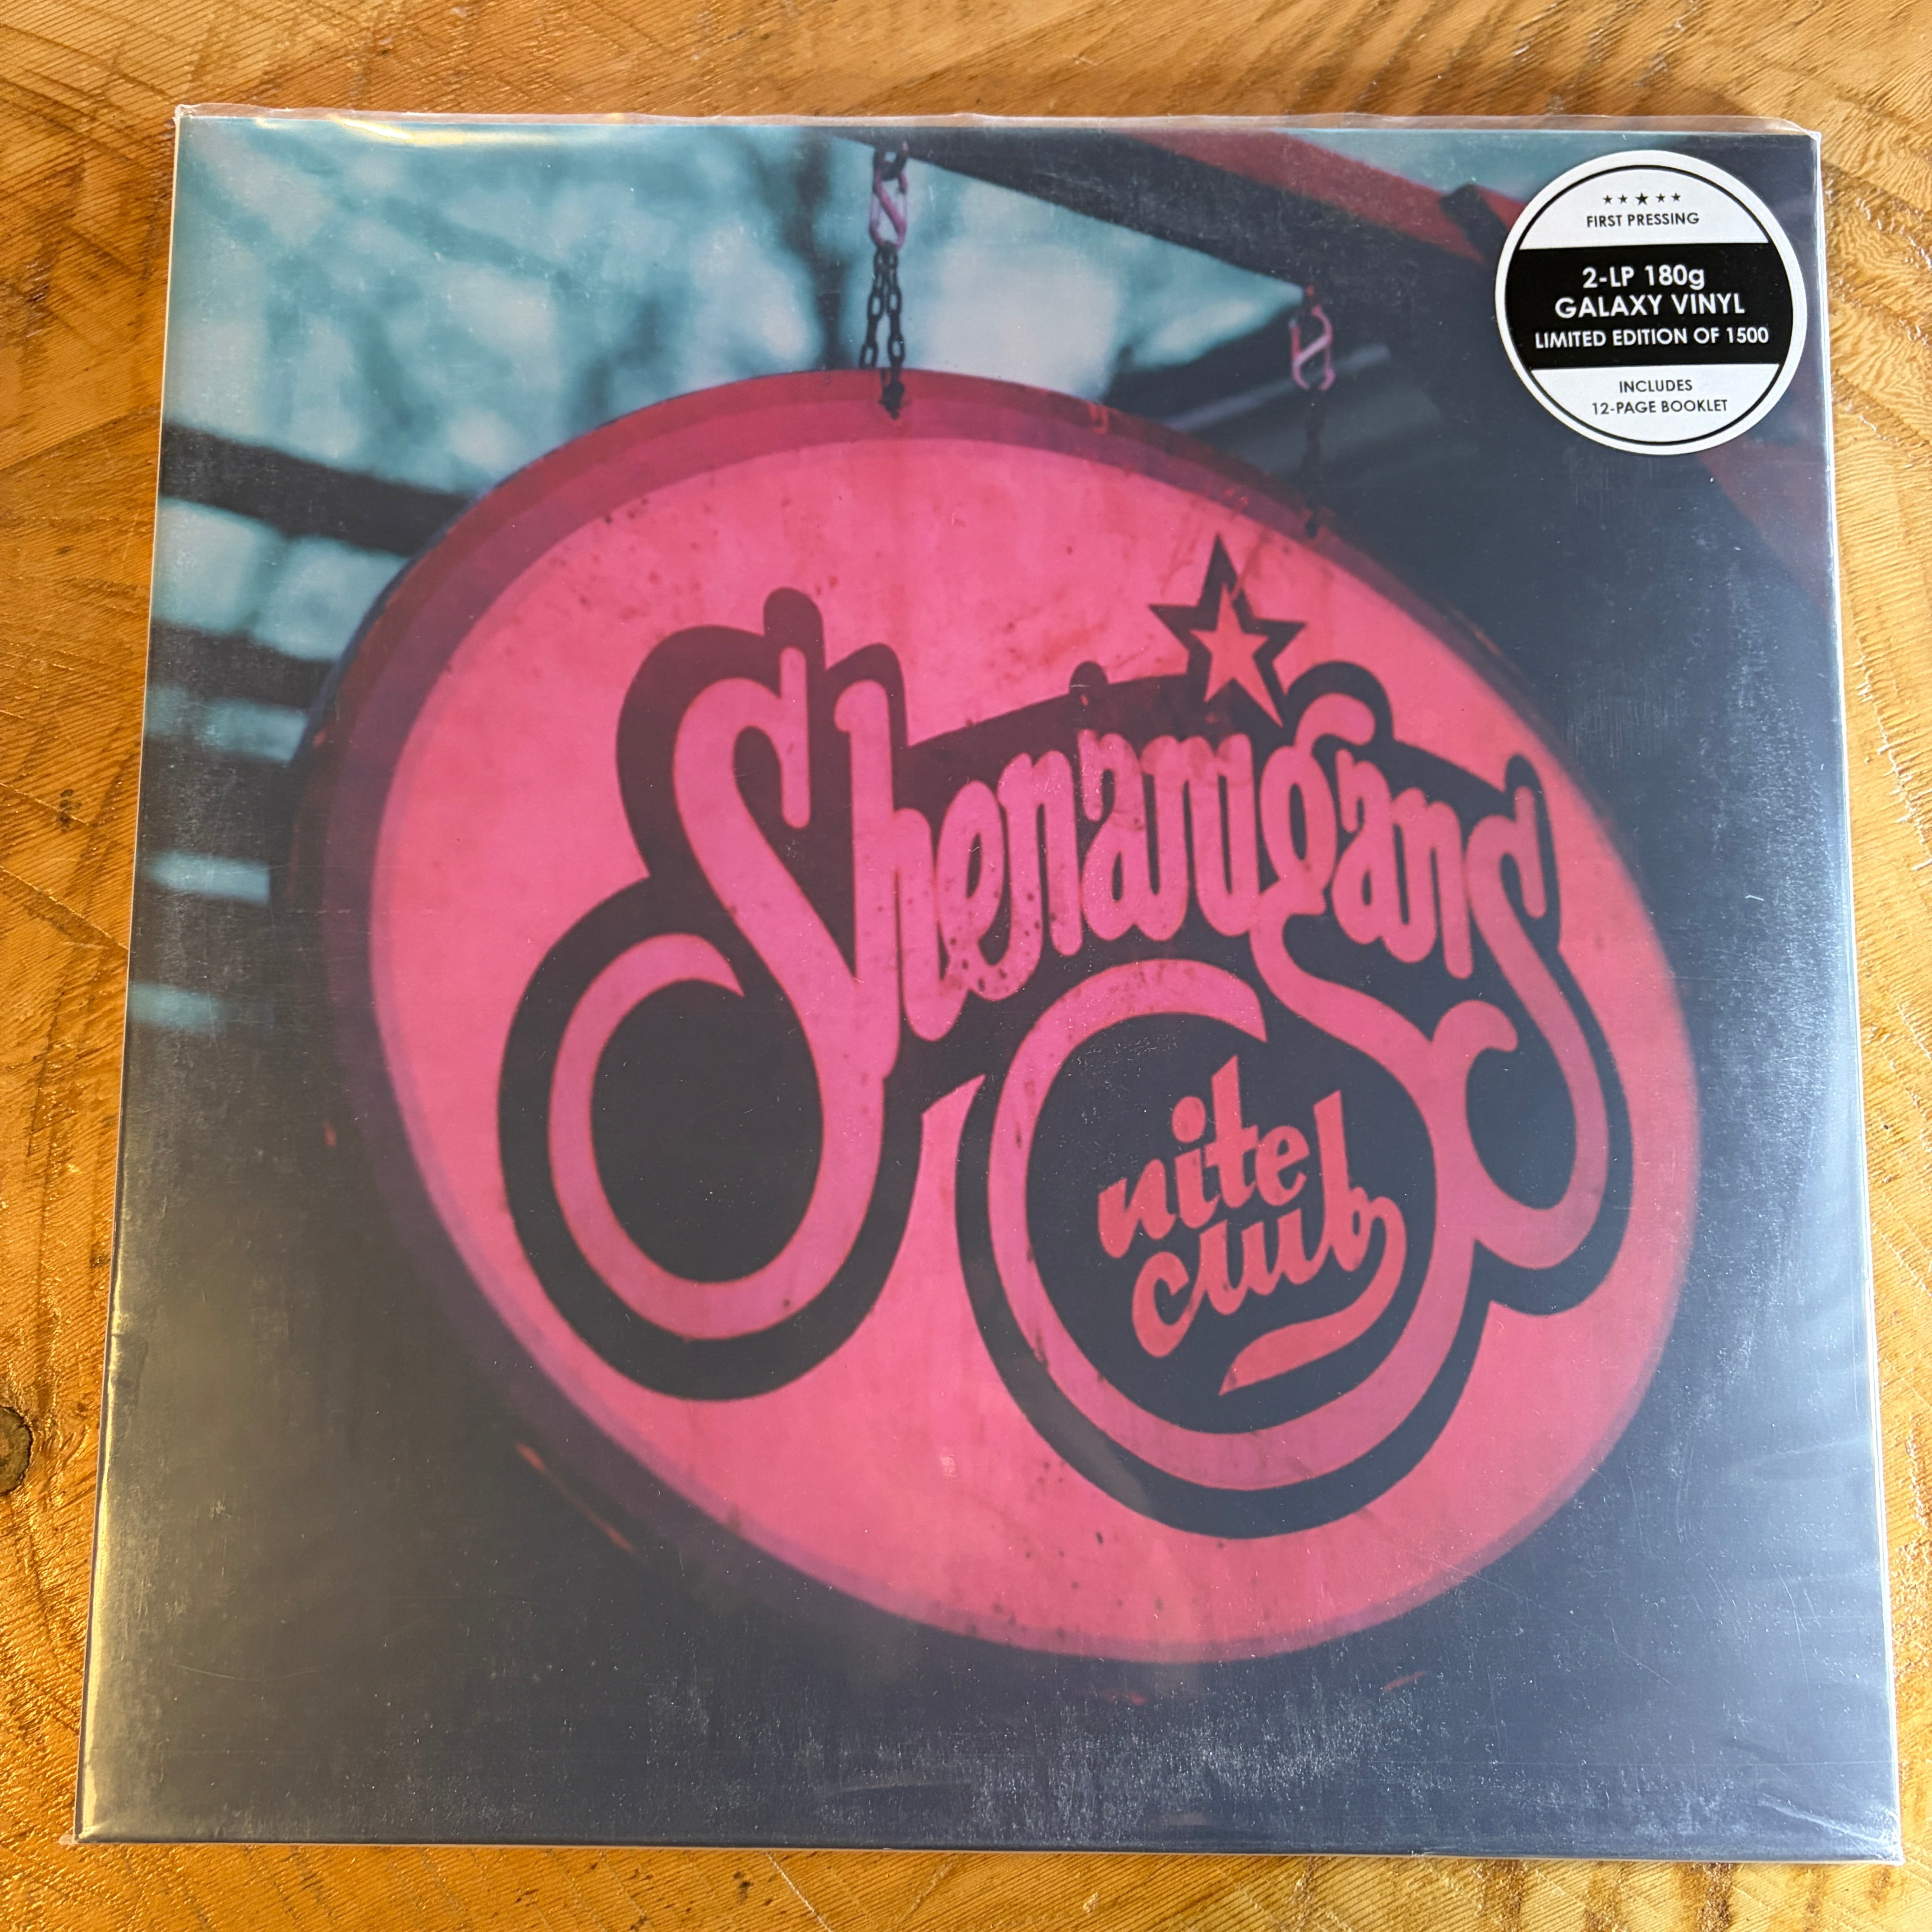 ★★★★★
FIRST PRESSING
2-LP 180g
GALAXY VINYL
LIMITED EDITION OF 1500
INCLUDES
12-PAGE BOOKLET
Shenanigans
nite
club